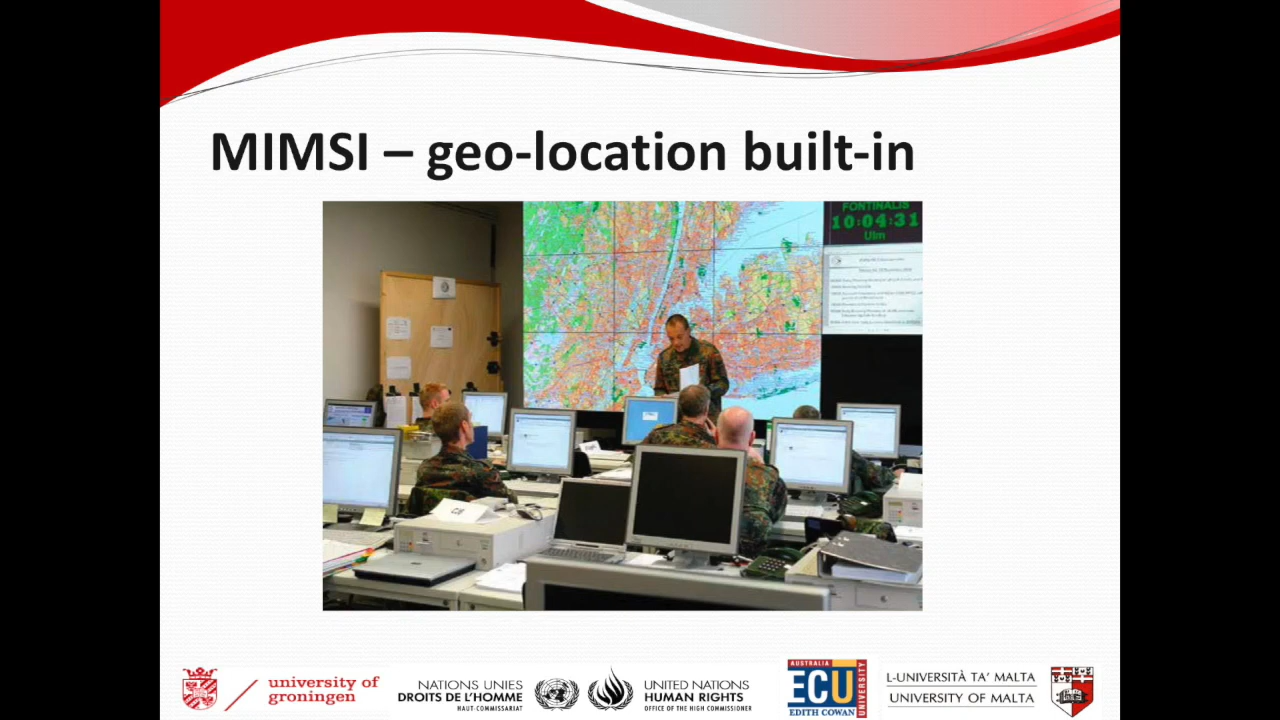 MIMSI – geo-location built-in
FONTINALIS
10:04:31
Ulm
CJ6
university of
groningen
NATIONS UNIES
DROITS DE L'HOMME
HAUT-COMMISSARIAT
UNITED NATIONS
HUMAN RIGHTS
OFFICE OF THE HIGH COMMISSIONER
AUSTRALIA
ECU
EDITH COWAN
UNIVERSITY
L-UNIVERSITÀ TA' MALTA
UNIVERSITY OF MALTA